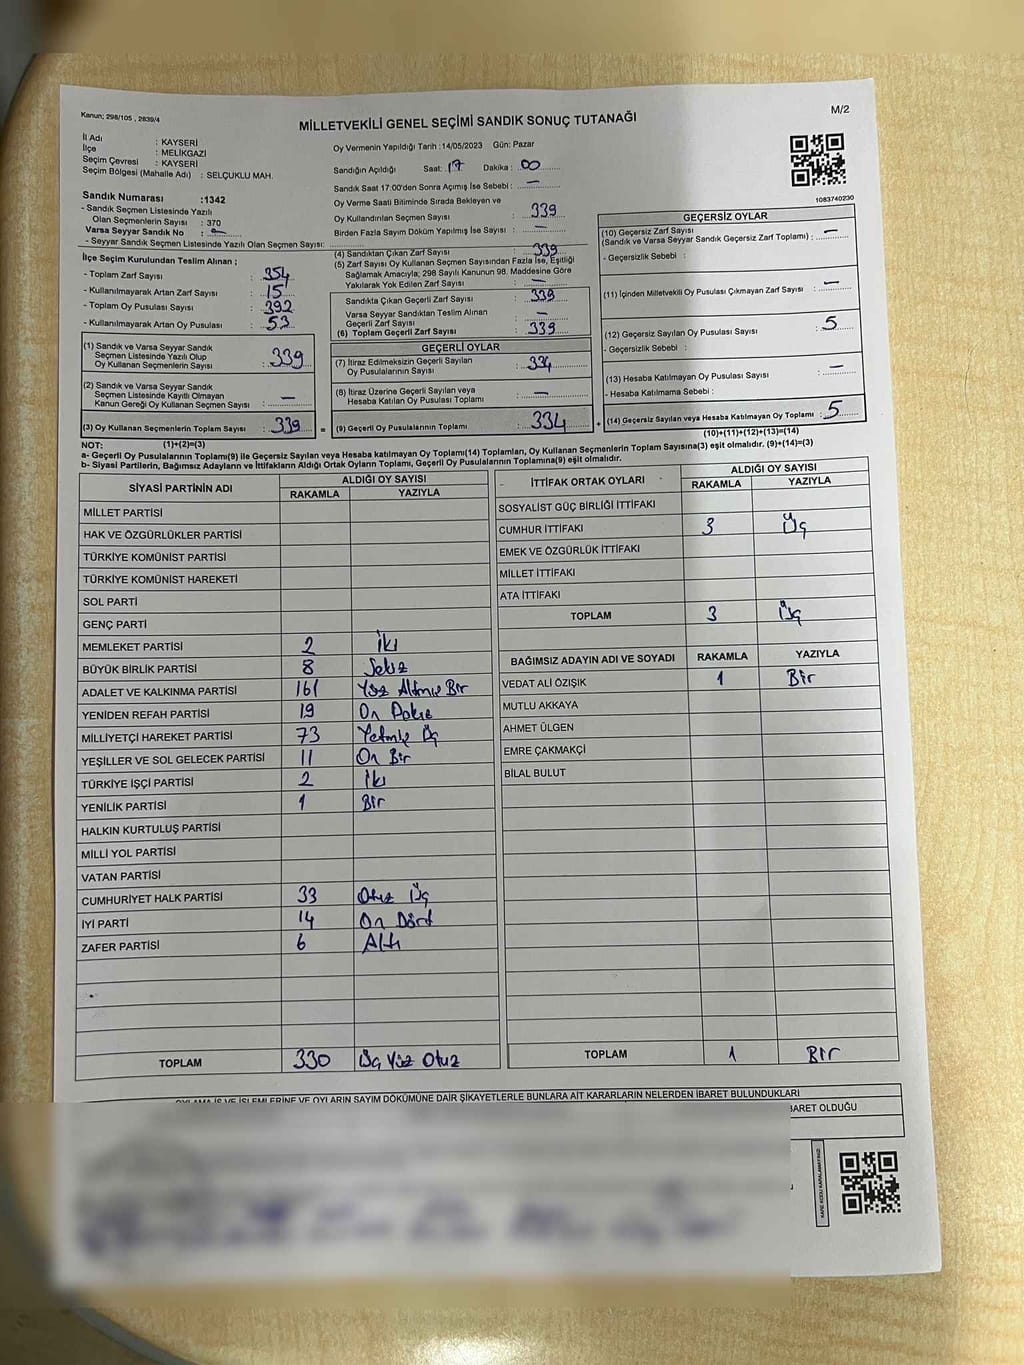 Kanun; 298/105 , 2839/4
M/2
MİLLETVEKİLİ GENEL SEÇİMİ SANDIK SONUÇ TUTANAĞI
İl Adı : KAYSERİ
İlçe : MELİKGAZİ
Seçim Çevresi : KAYSERİ
Seçim Bölgesi (Mahalle Adı) : SELÇUKLU MAH.
Sandık Numarası :1342
- Sandık Seçmen Listesinde Yazılı
Olan Seçmenlerin Sayısı : 370
Varsa Seyyar Sandık No : -
- Seyyar Sandık Seçmen Listesinde Yazılı Olan Seçmen Sayısı:
Oy Vermenin Yapıldığı Tarih :14/05/2023 Gün: Pazar
Sandığın Açıldığı Saat: 17 Dakika : 00
Sandık Saat 17:00'den Sonra Açılmış İse Sebebi : -
Oy Verme Saati Bitiminde Sırada Bekleyen ve
Oy Kullandırılan Seçmen Sayısı : 339
Birden Fazla Sayım Döküm Yapılmış İse Sayısı : -
1083740230
İlçe Seçim Kurulundan Teslim Alınan ;
- Toplam Zarf Sayısı : 354
- Kullanılmayarak Artan Zarf Sayısı : 15
- Toplam Oy Pusulası Sayısı : 392
- Kullanılmayarak Artan Oy Pusulası : 53
(1) Sandık ve Varsa Seyyar Sandık
Seçmen Listesinde Yazılı Olup
Oy Kullanan Seçmenlerin Sayısı : 339
(2) Sandık ve Varsa Seyyar Sandık
Seçmen Listesinde Kayıtlı Olmayan
Kanun Gereği Oy Kullanan Seçmen Sayısı : -
(3) Oy Kullanan Seçmenlerin Toplam Sayısı : 339 =
(1)+(2)=(3)
(4) Sandıktan Çıkan Zarf Sayısı : 339
(5) Zarf Sayısı Oy Kullanan Seçmen Sayısından Fazla İse, Eşitliği
Sağlamak Amacıyla; 298 Sayılı Kanunun 98. Maddesine Göre
Yakılarak Yok Edilen Zarf Sayısı : -
Sandıkta Çıkan Geçerli Zarf Sayısı : 339
Varsa Seyyar Sandıktan Teslim Alınan
Geçerli Zarf Sayısı : -
(6) Toplam Geçerli Zarf Sayısı : 339
GEÇERLİ OYLAR
(7) İtiraz Edilmeksizin Geçerli Sayılan
Oy Pusulalarının Sayısı : 334
(8) İtiraz Üzerine Geçerli Sayılan veya
Hesaba Katılan Oy Pusulası Toplamı : -
(9) Geçerli Oy Pusulalarının Toplamı : 334 +
GEÇERSİZ OYLAR
(10) Geçersiz Zarf Sayısı
(Sandık ve Varsa Seyyar Sandık Geçersiz Zarf Toplamı) : -
- Geçersizlik Sebebi :
(11) İçinden Milletvekili Oy Pusulası Çıkmayan Zarf Sayısı : -
(12) Geçersiz Sayılan Oy Pusulası Sayısı : 5
- Geçersizlik Sebebi :
(13) Hesaba Katılmayan Oy Pusulası Sayısı : -
- Hesaba Katılmama Sebebi :
(14) Geçersiz Sayılan veya Hesaba Katılmayan Oy Toplamı : 5
(10)+(11)+(12)+(13)=(14)
NOT:
a- Geçerli Oy Pusulalarının Toplamı(9) ile Geçersiz Sayılan veya Hesaba katılmayan Oy Toplamı(14) Toplamları, Oy Kullanan Seçmenlerin Toplam Sayısına(3) eşit olmalıdır. (9)+(14)=(3)
b- Siyasi Partilerin, Bağımsız Adayların ve İttifakların Aldığı Ortak Oyların Toplamı, Geçerli Oy Pusulalarının Toplamına(9) eşit olmalıdır.
SİYASİ PARTİNİN ADI ALDIĞI OY SAYISI
RAKAMLA YAZIYLA
MİLLET PARTİSİ
HAK VE ÖZGÜRLÜKLER PARTİSİ
TÜRKİYE KOMÜNİST PARTİSİ
TÜRKİYE KOMÜNİST HAREKETİ
SOL PARTİ
GENÇ PARTİ
MEMLEKET PARTİSİ 2 İki
BÜYÜK BİRLİK PARTİSİ 8 Sekiz
ADALET VE KALKINMA PARTİSİ 161 Yüz Altmış Bir
YENİDEN REFAH PARTİSİ 19 On Dokuz
MİLLİYETÇİ HAREKET PARTİSİ 73 Yetmiş Üç
YEŞİLLER VE SOL GELECEK PARTİSİ 11 On Bir
TÜRKİYE İŞÇİ PARTİSİ 2 İki
YENİLİK PARTİSİ 1 Bir
HALKIN KURTULUŞ PARTİSİ
MİLLİ YOL PARTİSİ
VATAN PARTİSİ
CUMHURİYET HALK PARTİSİ 33 Otuz Üç
İYİ PARTİ 14 On Dört
ZAFER PARTİSİ 6 Altı
TOPLAM 330 Üç Yüz Otuz
İTTİFAK ORTAK OYLARI ALDIĞI OY SAYISI
RAKAMLA YAZIYLA
SOSYALİST GÜÇ BİRLİĞİ İTTİFAKI
CUMHUR İTTİFAKI 3 Üç
EMEK VE ÖZGÜRLÜK İTTİFAKI
MİLLET İTTİFAKI
ATA İTTİFAKI
TOPLAM 3 Üç
BAĞIMSIZ ADAYIN ADI VE SOYADI RAKAMLA YAZIYLA
VEDAT ALİ ÖZIŞIK 1 Bir
MUTLU AKKAYA
AHMET ÜLGEN
EMRE ÇAKMAKÇİ
BİLAL BULUT
TOPLAM 1 Bir
OYLAMA İŞ VE İŞLEMLERİNE VE OYLARIN SAYIM DÖKÜMÜNE DAİR ŞİKAYETLERLE BUNLARA AİT KARARLARIN NELERDEN İBARET BULUNDUKLARI
BARET OLDUĞU